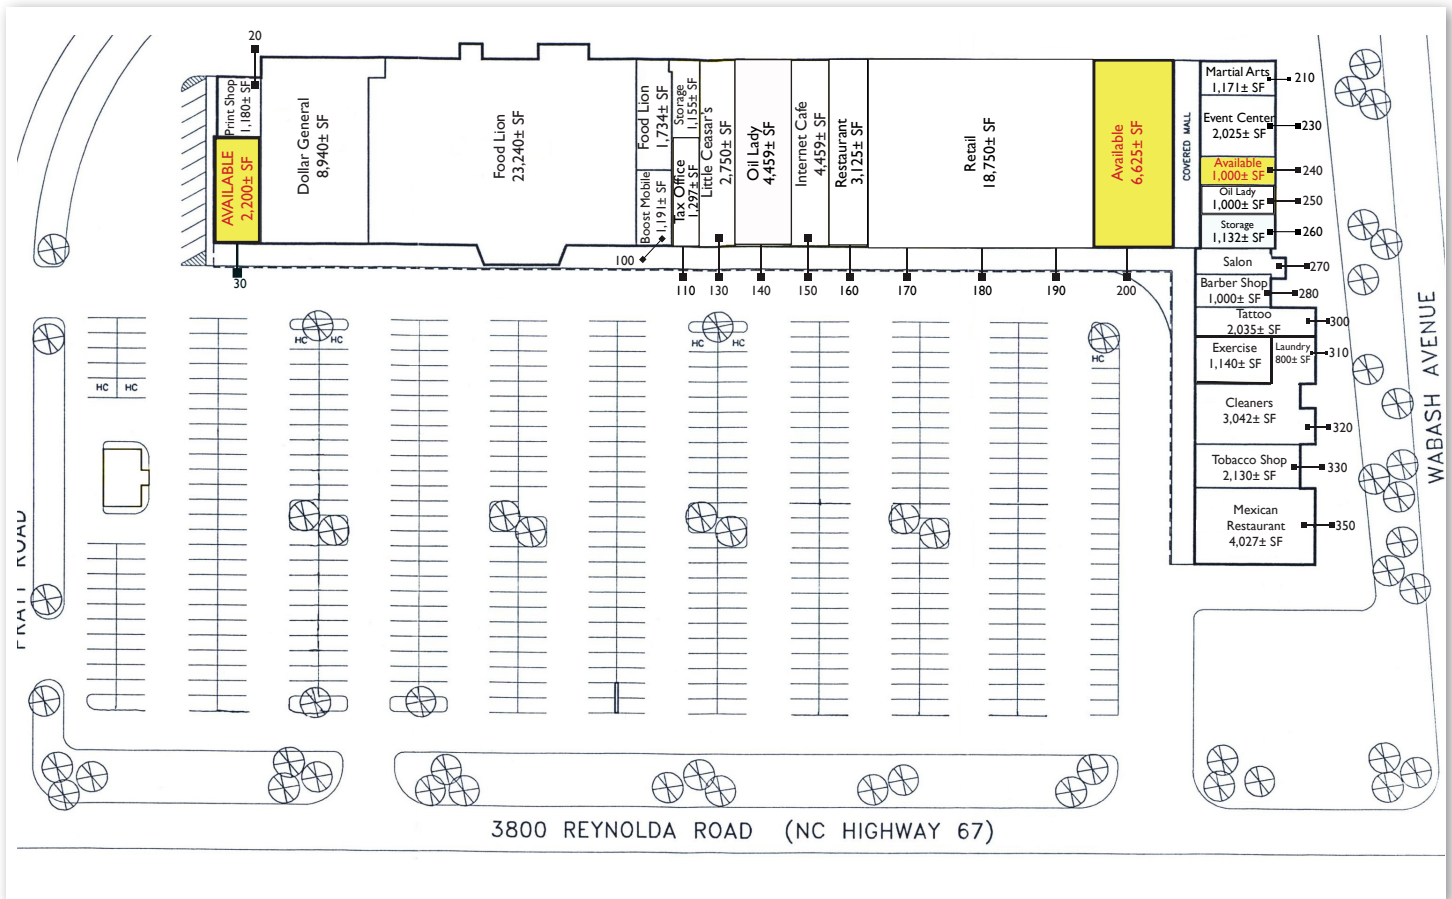 20
Print Shop
1,180± SF
AVAILABLE
2,200± SF
30
Dollar General
8,940± SF
Food Lion
23,240± SF
Food Lion
1,734± SF
Boost Mobile
1,191± SF
100
Storage
1,155± SF
Tax Office
1,297± SF
110
Little Ceasar's
2,750± SF
130
Oil Lady
4,459± SF
140
Internet Cafe
4,459± SF
150
Restaurant
3,125± SF
160
Retail
18,750± SF
170
180
190
Available
6,625± SF
200
COVERED MALL
Martial Arts
1,171± SF
210
Event Center
2,025± SF
230
Available
1,000± SF
240
Oil Lady
1,000± SF
250
Storage
1,132± SF
260
Salon
270
Barber Shop
1,000± SF
280
Tattoo
2,035± SF
300
Exercise
1,140± SF
Laundry
800± SF
310
Cleaners
3,042± SF
320
Tobacco Shop
2,130± SF
330
Mexican
Restaurant
4,027± SF
350
HC HC
HC HC
HC HC
HC
PRATT ROAD
WABASH AVENUE
3800 REYNOLDA ROAD (NC HIGHWAY 67)